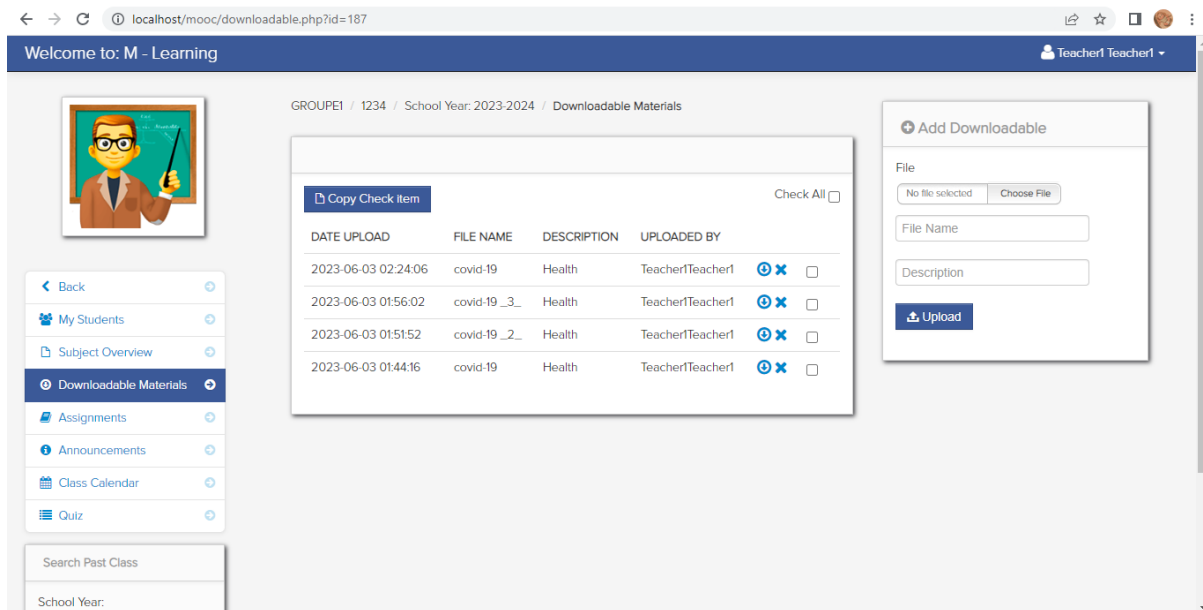 localhost/mooc/downloadable.php?id=187
Welcome to: M - Learning
Teacher1 Teacher1
GROUPE1 / 1234 / School Year: 2023-2024 / Downloadable Materials
Copy Check item
Check All
DATE UPLOAD FILE NAME DESCRIPTION UPLOADED BY
2023-06-03 02:24:06 covid-19 Health Teacher1Teacher1
2023-06-03 01:56:02 covid-19 _3_ Health Teacher1Teacher1
2023-06-03 01:51:52 covid-19 _2_ Health Teacher1Teacher1
2023-06-03 01:44:16 covid-19 Health Teacher1Teacher1
Add Downloadable
File
No file selected Choose File
File Name
Description
Upload
Back
My Students
Subject Overview
Downloadable Materials
Assignments
Announcements
Class Calendar
Quiz
Search Past Class
School Year: